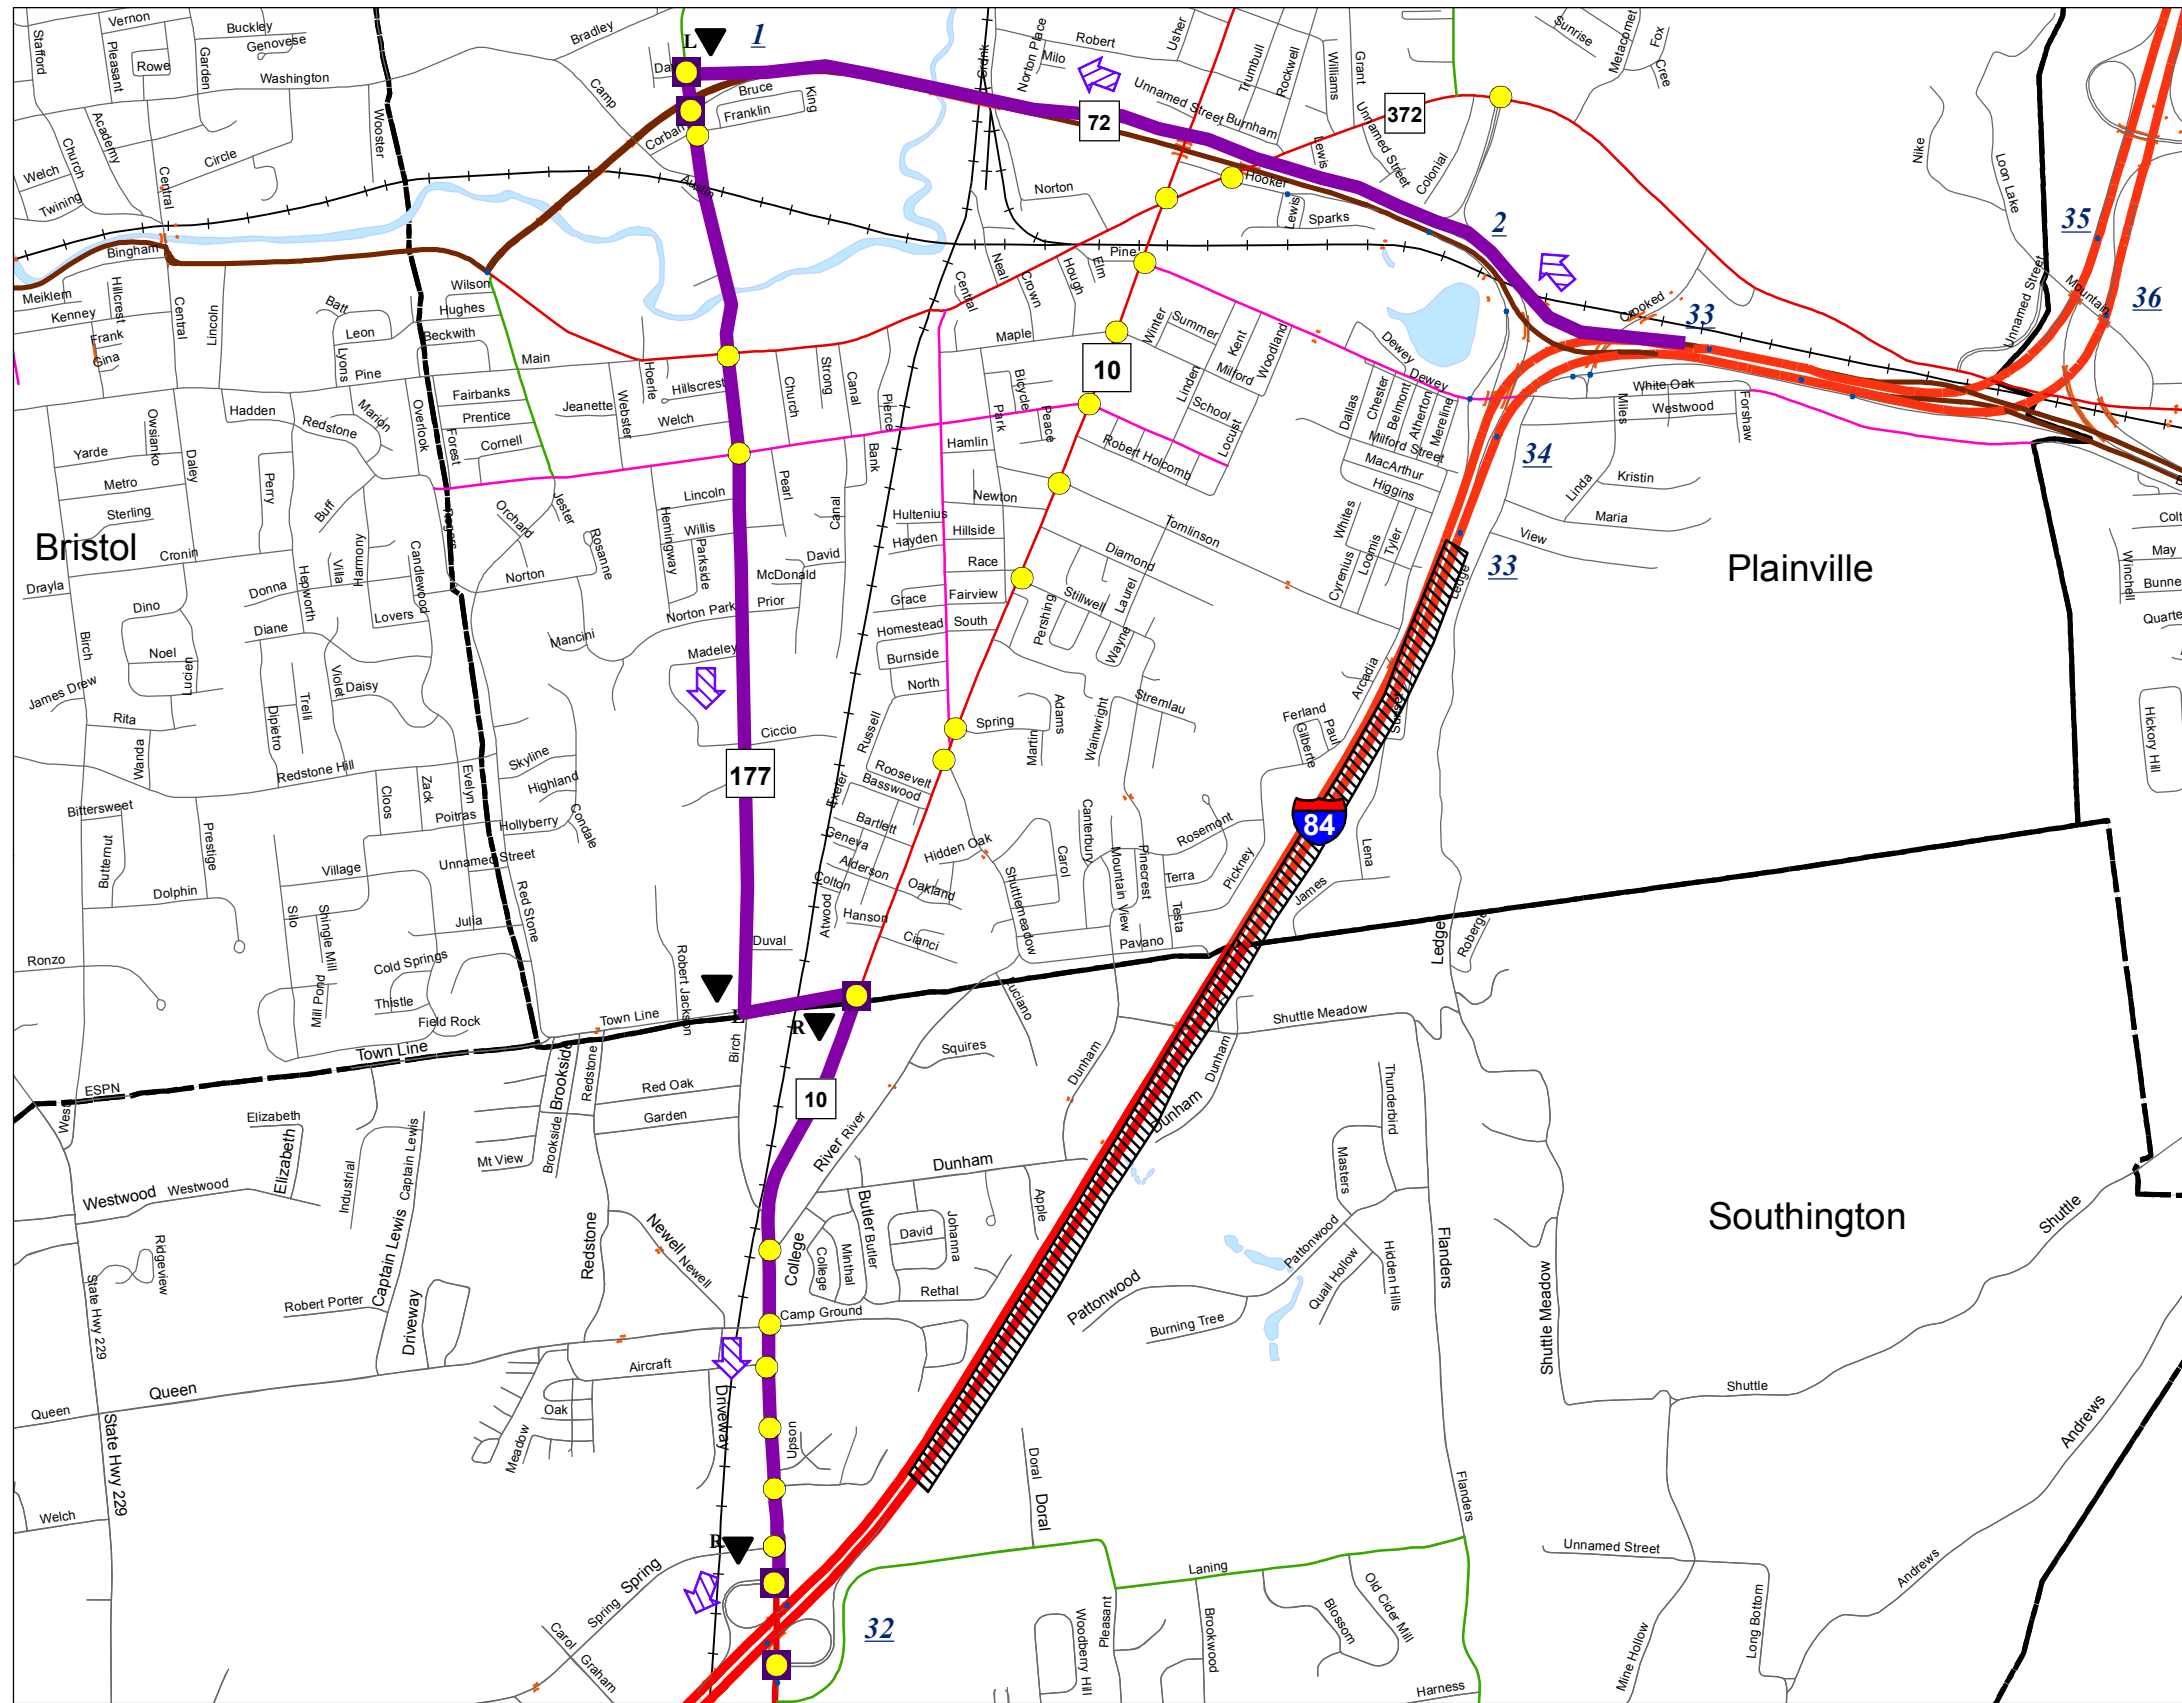 Stafford
Vernon
Pleasant
Rowe
Garden
Buckley
Genovese
Washington
Bradley
Camp
Wooster
L
1
Bruce
Franklin
King
Corban
Austin
Norton Place
Robert
Milo
Usher
Trumbull
Rockwell
Williams
Grant
Unnamed Street
Burnham
Unnamed Street
Lewis
Colonial
72
372
Sunrise
Metacomet
Fox
Cree
Nike
Loon Lake
35
36
Mountain
Unnamed Street
Church
Academy
Welch
Twining
Circle
Central
Bingham
Meiklem
Kenney
Hillcrest
Frank
Gina
Central
Lincoln
Batt
Leon
Lyons
Pine
Wilson
Hughes
Beckwith
Main
Norton
Hooker
Lewis
Sparks
2
Pine
Neal
Crown
Hough
Elm
Central
Maple
Winter
Summer
Kent
Woodland
Milford
Linden
School
Locust
10
Crooked
33
Dewey
Dewey
Dallas
Chester
Belmont
Atherton
Mereline
Milford Street
MacArthur
Higgins
White Oak
Westwood
Miles
Forshaw
34
Linda
Kristin
Maria
View
33
Hadden
Redstone
Marion
Overlook
Forest
Fairbanks
Prentice
Cornell
Jeanette
Webster
Hoerle
Hillscrest
Welch
Church
Strong
Canal
Pierce
Bank
Pearl
Park
Bicycle
Peace
Hamlin
Robert Holcomb
Newton
Tomlinson
Diamond
Stillwell
Laurel
Pershing
Wayne
Whites
Cyrenius
Loomis
Tyler
Ledge
Yarde
Owsianko
Daley
Metro
Sterling
Perry
Buff
Cronin
Bristol
Drayla
Dino
Donna
Hepworth
Villa
Harmony
Candlewood
Lovers
Rogers
Orchard
Jester
Rosanne
Norton
Mancini
Lincoln
Willis
Hemingway
Parkside
McDonald
David
Canal
Prior
Norton Park
Madeley
Hultenius
Hayden
Hillside
Race
Grace
Fairview
Homestead
South
Burnside
North
Birch
Noel
Lucien
James Drew
Diane
Violet
Daisy
Trelli
Dipietro
Rita
Wanda
Redstone Hill
Bittersweet
Butternut
Prestige
Dolphin
Cloos
Zack
Evelyn
Poitras
Skyline
Highland
Hollyberry
Condale
Village
Unnamed Street
Silo
Shingle Mill
Julia
Red Stone
Cold Springs
Thistle
Mill Pond
Field Rock
Ronzo
Ciccio
177
Russell
Roosevelt
Basswood
Exeter
Bartlett
Geneva
Alderson
Colton
Atwood
Hanson
Oakland
Cianci
Hidden Oak
Spring
Martin
Adams
Wainwright
Stremlau
Shuttlemeadow
Carol
Canterbury
Mountain View
Pinecrest
Rosemont
Terra
Testa
Pickney
Pavano
Ferland
Gilberte
Paul
Arcadia
Sunset
84
Lena
James
Ledge
Roberge
Plainville
Winchell
Colt
May
Bunne
Quarte
Hickory Hill
Duval
Robert Jackson
Town Line
L
R
Town Line
ESPN
West
Birch
Brookside
Brookside
Redstone
Red Oak
Garden
Mt View
10
Luciano
Squires
River
River
Dunham
Dunham
Dunham
Dunham
Shuttle Meadow
Thunderbird
Masters
Pattonwood
Pattonwood
Quail Hollow
Hidden Hills
Burning Tree
Flanders
Flanders
Shuttle Meadow
Southington
Shuttle
Shuttle
Andrews
Andrews
Elizabeth
Elizabeth
Industrial
Captain Lewis
Captain Lewis
Westwood
Westwood
Ridgeview
State Hwy 229
State Hwy 229
Robert Porter
Driveway
Redstone
Newell
Newell
College
College
Minthal
Butler
Butler
David
Johanna
Apple
Rethal
Camp Ground
Queen
Queen
Aircraft
Oak
Meadow
Driveway
Upson
Welch
R
Spring
Spring
Carol
Graham
32
Doral
Doral
Laning
Woodberry Hill
Pleasant
Brookwood
Blossom
Old Cider Mill
Harness
Unnamed Street
Long Bottom
Mine Hollow